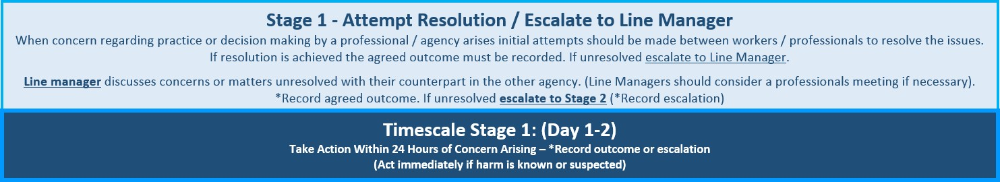 Stage 1 - Attempt Resolution / Escalate to Line Manager
When concern regarding practice or decision making by a professional / agency arises initial attempts should be made between workers / professionals to resolve the issues.
If resolution is achieved the agreed outcome must be recorded. If unresolved escalate to Line Manager.
Line manager discusses concerns or matters unresolved with their counterpart in the other agency. (Line Managers should consider a professionals meeting if necessary).
*Record agreed outcome. If unresolved escalate to Stage 2 (*Record escalation)
Timescale Stage 1: (Day 1-2)
Take Action Within 24 Hours of Concern Arising – *Record outcome or escalation
(Act immediately if harm is known or suspected)